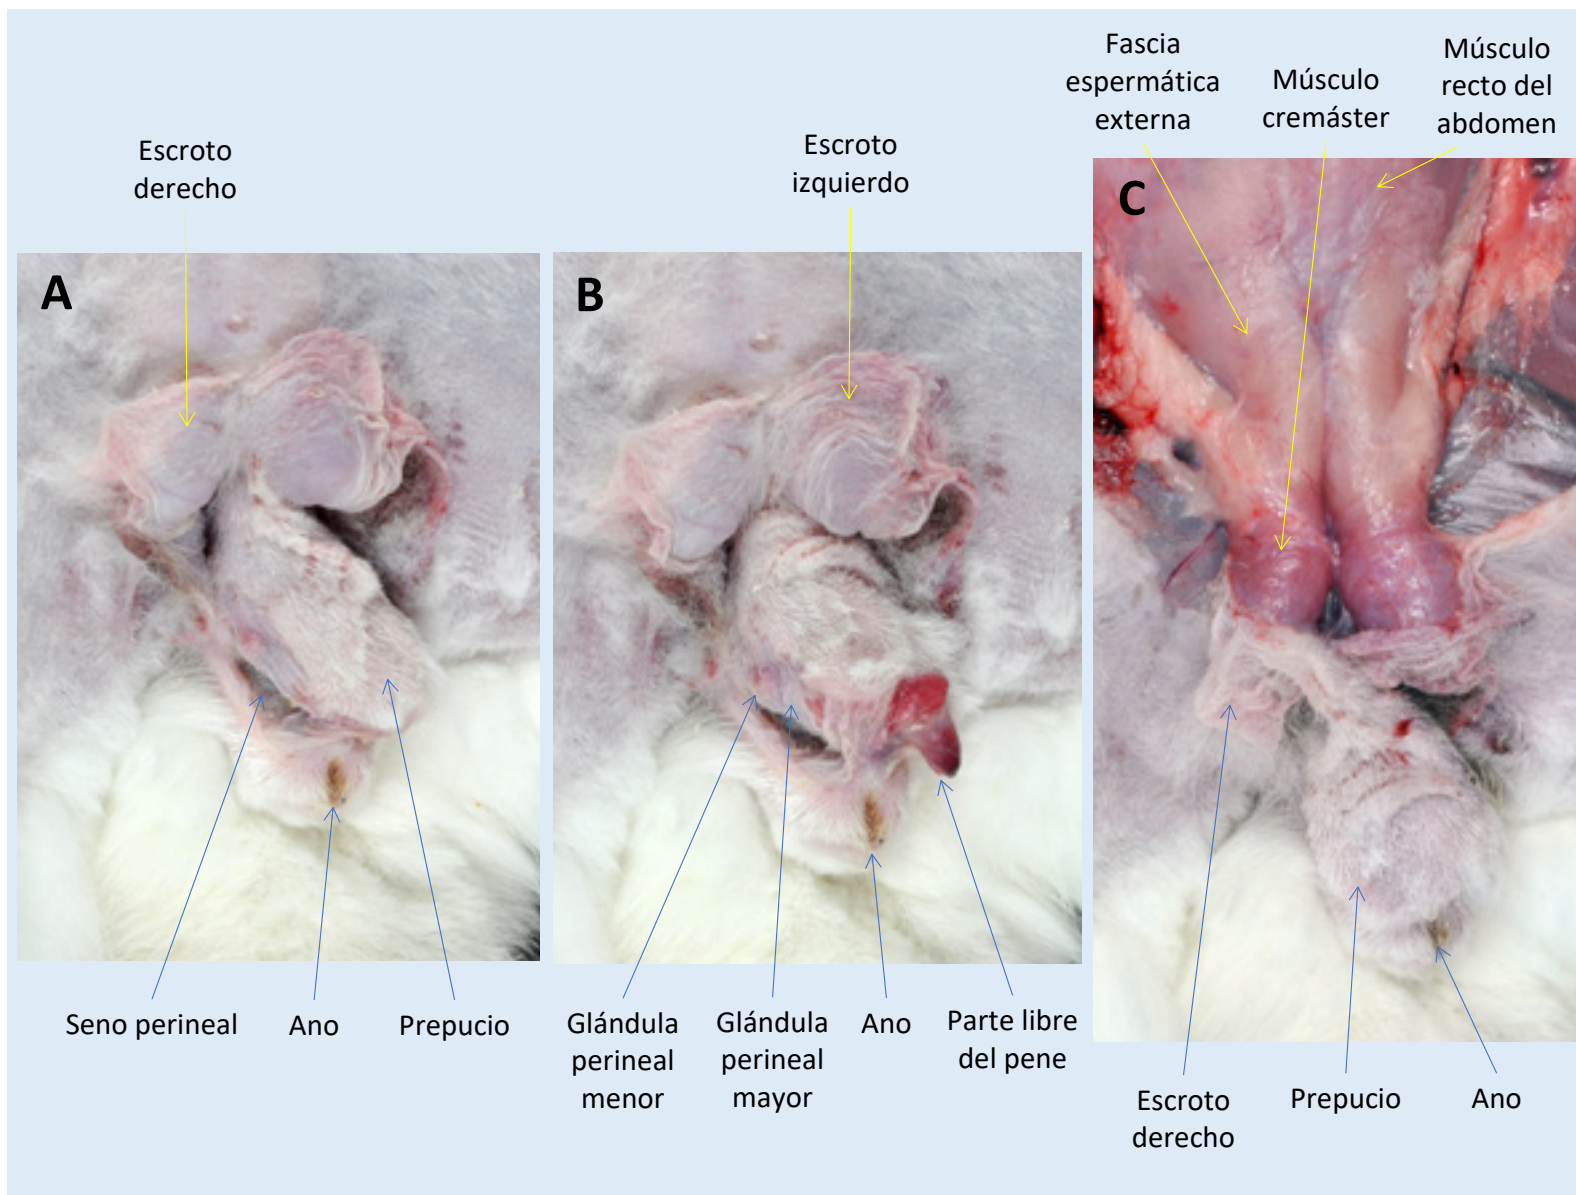 Fascia
espermática
externa
Músculo
cremáster
Músculo
recto del
abdomen
Escroto
derecho
Escroto
izquierdo
A
B
C
Seno perineal
Ano
Prepucio
Glándula
perineal
menor
Glándula
perineal
mayor
Ano
Parte libre
del pene
Escroto
derecho
Prepucio
Ano